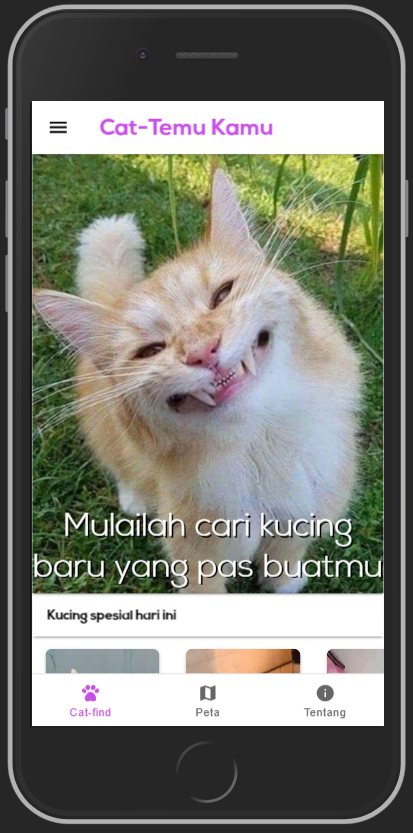 Cat-Temu Kamu
Mulailah cari kucing
baru yang pas buatmu
Kucing spesial hari ini
Cat-find
Peta
Tentang